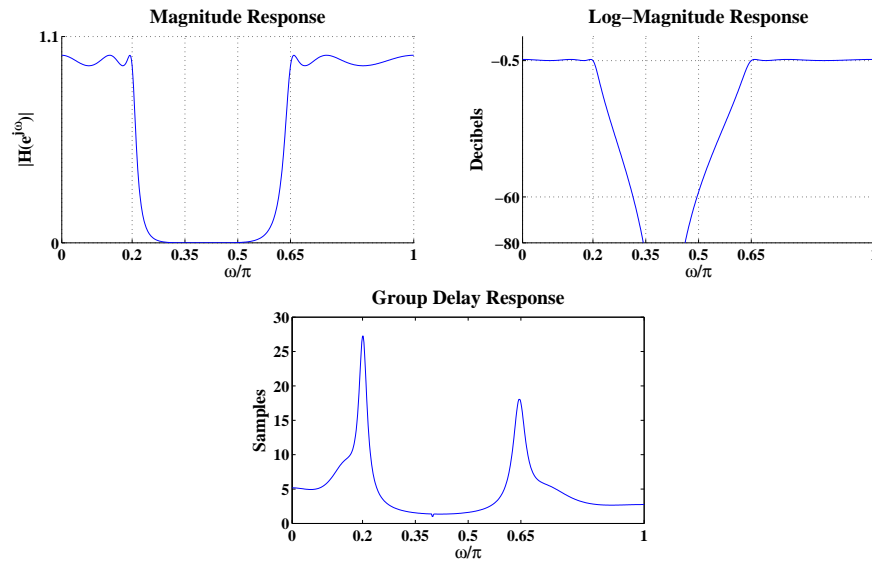 Magnitude Response
1.1
|H(e^jω)|
0
0 0.2 0.35 0.5 0.65 1
ω/π
Log−Magnitude Response
−0.5
Decibels
−60
−80
0 0.2 0.35 0.5 0.65 1
ω/π
Group Delay Response
30
25
20
15
Samples
10
5
0
0 0.2 0.35 0.5 0.65 1
ω/π